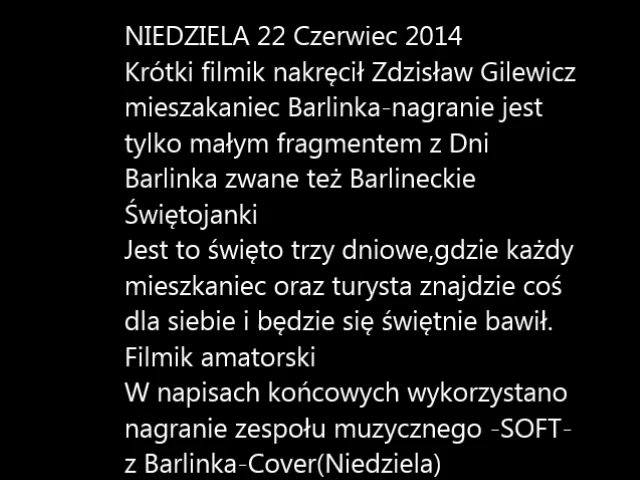 NIEDZIELA 22 Czerwiec 2014
Krótki filmik nakręcił Zdzisław Gilewicz
mieszakaniec Barlinka-nagranie jest
tylko małym fragmentem z Dni
Barlinka zwane też Barlineckie
Świętojanki
Jest to święto trzy dniowe,gdzie każdy
mieszkaniec oraz turysta znajdzie coś
dla siebie i będzie się świętnie bawił.
Filmik amatorski
W napisach końcowych wykorzystano
nagranie zespołu muzycznego -SOFT-
z Barlinka-Cover(Niedziela)